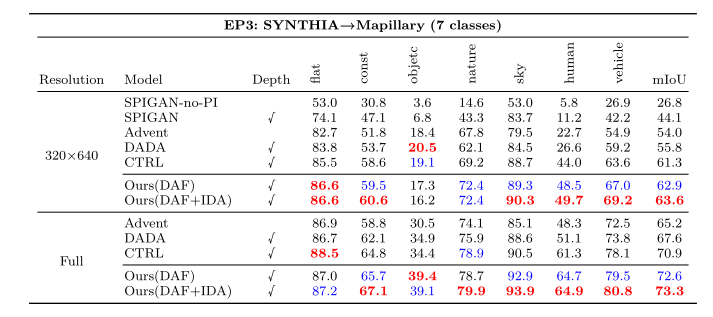 EP3: SYNTHIA→Mapillary (7 classes)
Resolution Model Depth flat const objetc nature sky human vehicle mIoU
320×640
SPIGAN-no-PI 53.0 30.8 3.6 14.6 53.0 5.8 26.9 26.8
SPIGAN √ 74.1 47.1 6.8 43.3 83.7 11.2 42.2 44.1
Advent 82.7 51.8 18.4 67.8 79.5 22.7 54.9 54.0
DADA √ 83.8 53.7 20.5 62.1 84.5 26.6 59.2 55.8
CTRL √ 85.5 58.6 19.1 69.2 88.7 44.0 63.6 61.3
Ours(DAF) √ 86.6 59.5 17.3 72.4 89.3 48.5 67.0 62.9
Ours(DAF+IDA) √ 86.6 60.6 16.2 72.4 90.3 49.7 69.2 63.6
Full
Advent 86.9 58.8 30.5 74.1 85.1 48.3 72.5 65.2
DADA √ 86.7 62.1 34.9 75.9 88.6 51.1 73.8 67.6
CTRL √ 88.5 64.8 34.4 78.9 90.5 61.3 78.1 70.9
Ours(DAF) √ 87.0 65.7 39.4 78.7 92.9 64.7 79.5 72.6
Ours(DAF+IDA) √ 87.2 67.1 39.1 79.9 93.9 64.9 80.8 73.3